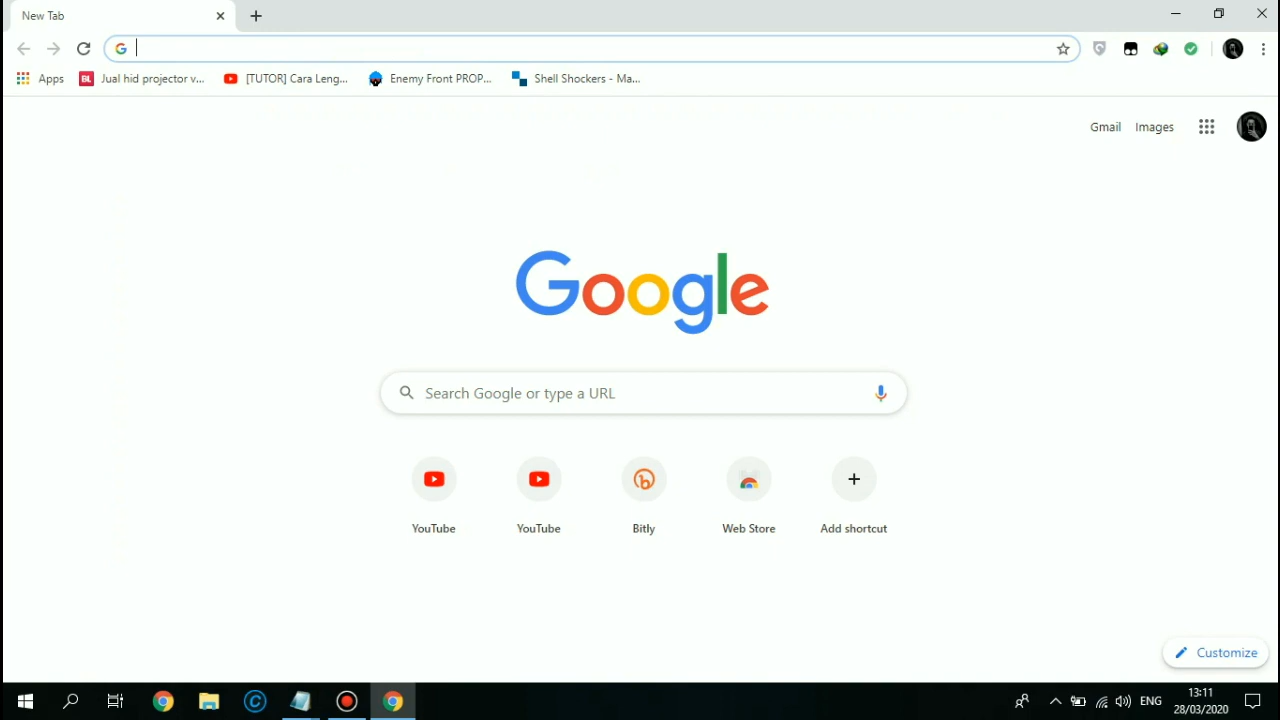 New Tab
Apps
Jual hid projector v...
[TUTOR] Cara Leng...
Enemy Front PROP...
Shell Shockers - Ma...
Gmail
Images
Google
Search Google or type a URL
YouTube
YouTube
Bitly
Web Store
Add shortcut
Customize
ENG
13:11
28/03/2020